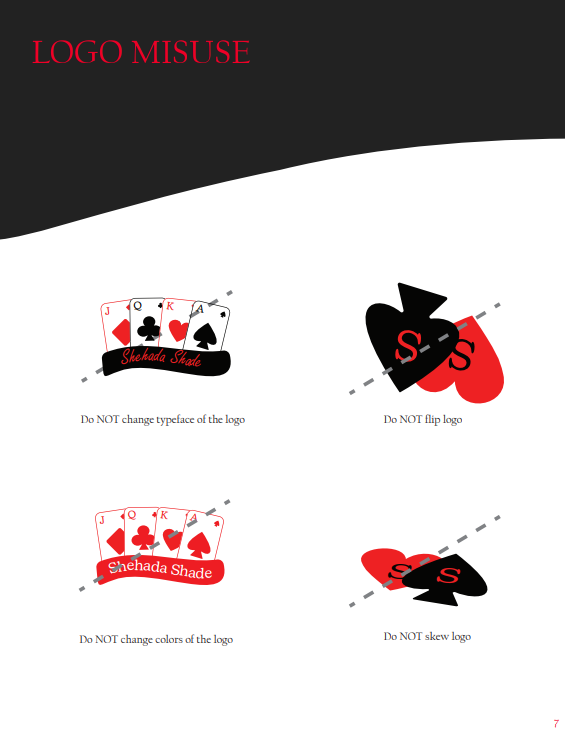 LOGO MISUSE
J Q K A
Shehada Shade
S S
Do NOT change typeface of the logo
Do NOT flip logo
J Q K A
Shehada Shade
S S
Do NOT change colors of the logo
Do NOT skew logo
7